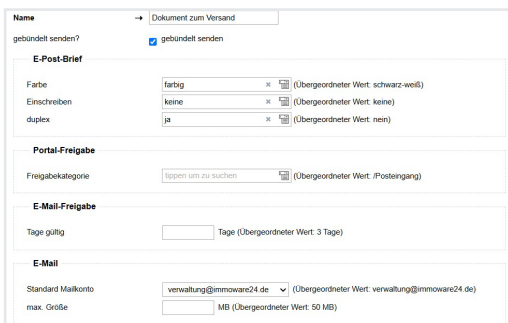 Name → Dokument zum Versand
gebündelt senden? gebündelt senden
E-Post-Brief
Farbe farbig (Übergeordneter Wert: schwarz-weiß)
Einschreiben keine (Übergeordneter Wert: keine)
duplex ja (Übergeordneter Wert: nein)
Portal-Freigabe
Freigabekategorie tippen um zu suchen (Übergeordneter Wert: /Posteingang)
E-Mail-Freigabe
Tage gültig Tage (Übergeordneter Wert: 3 Tage)
E-Mail
Standard Mailkonto verwaltung@immoware24.de (Übergeordneter Wert: verwaltung@immoware24.de)
max. Größe MB (Übergeordneter Wert: 50 MB)